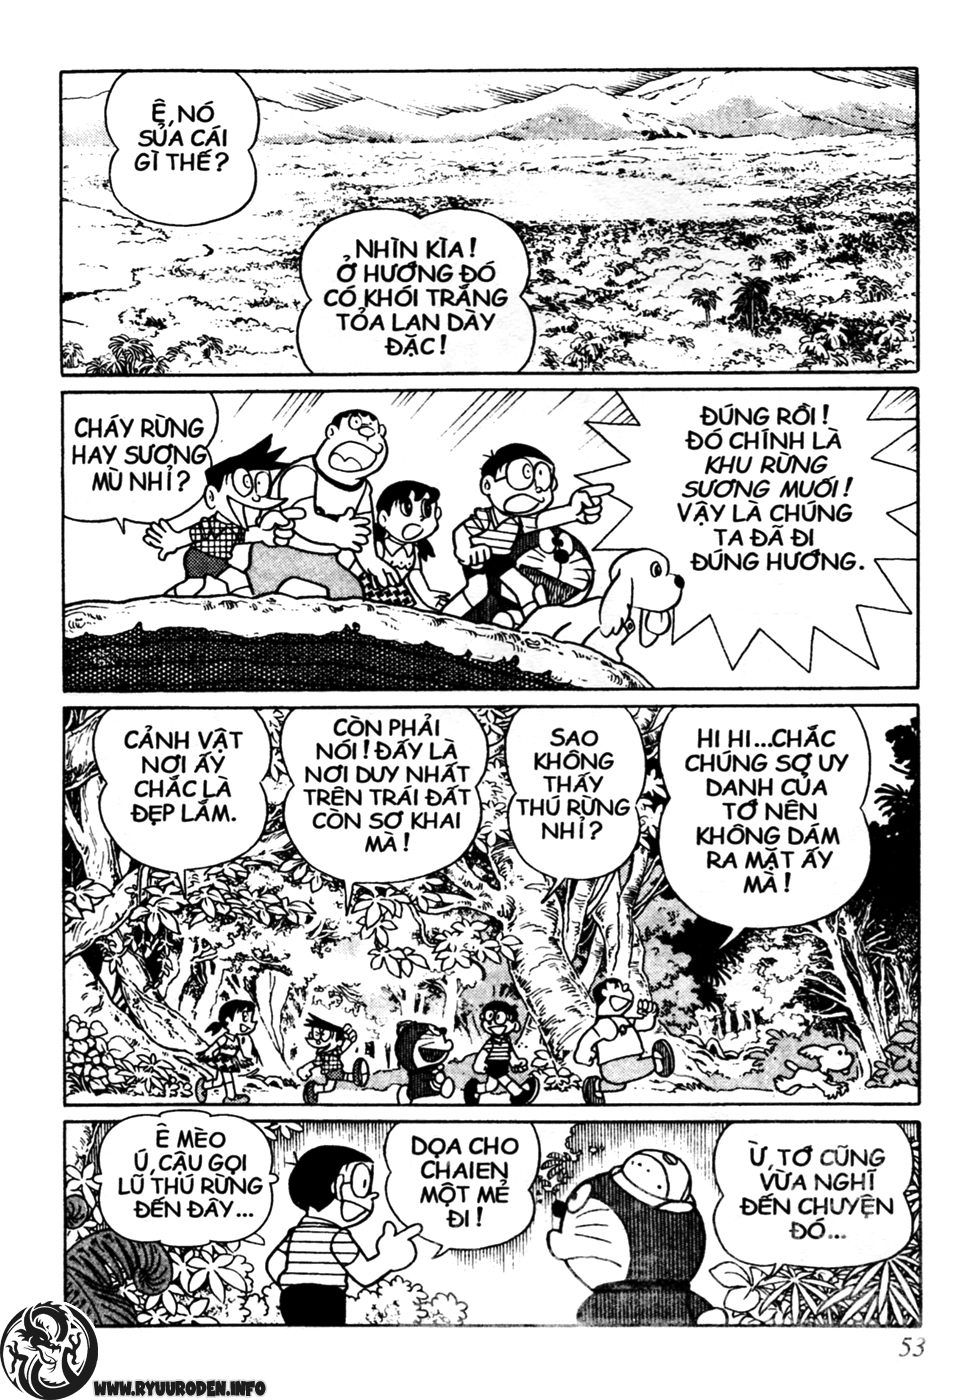 Ê, NÓ
SỦA CÁI
GÌ THẾ?
NHÌN KÌA!
Ở HƯỚNG ĐÓ
CÓ KHÓI TRẮNG
TỎA LAN DÀY
ĐẶC!
CHÁY RỪNG
HAY SƯƠNG
MÙ NHỈ?
ĐÚNG RỒI!
ĐÓ CHÍNH LÀ
KHU RỪNG
SƯƠNG MUỐI!
VẬY LÀ CHÚNG
TA ĐÃ ĐI
ĐÚNG HƯỚNG.
CẢNH VẬT
NƠI ẤY
CHẮC LÀ
ĐẸP LẮM.
CÒN PHẢI
NÓI! ĐẤY LÀ
NƠI DUY NHẤT
TRÊN TRÁI ĐẤT
CÒN SƠ KHAI
MÀ!
SAO
KHÔNG
THẤY
THÚ RỪNG
NHỈ?
HI HI...CHẮC
CHÚNG SỢ UY
DANH CỦA
TỚ NÊN
KHÔNG DÁM
RA MẶT ẤY
MÀ!
Ê MÈO
Ú, CẬU GỌI
LŨ THÚ RỪNG
ĐẾN ĐÂY...
DỌA CHO
CHAIEN
MỘT MẺ
ĐI!
Ừ, TỚ CŨNG
VỪA NGHĨ
ĐẾN CHUYỆN
ĐÓ...
53
WWW.RYUURODEN.INFO